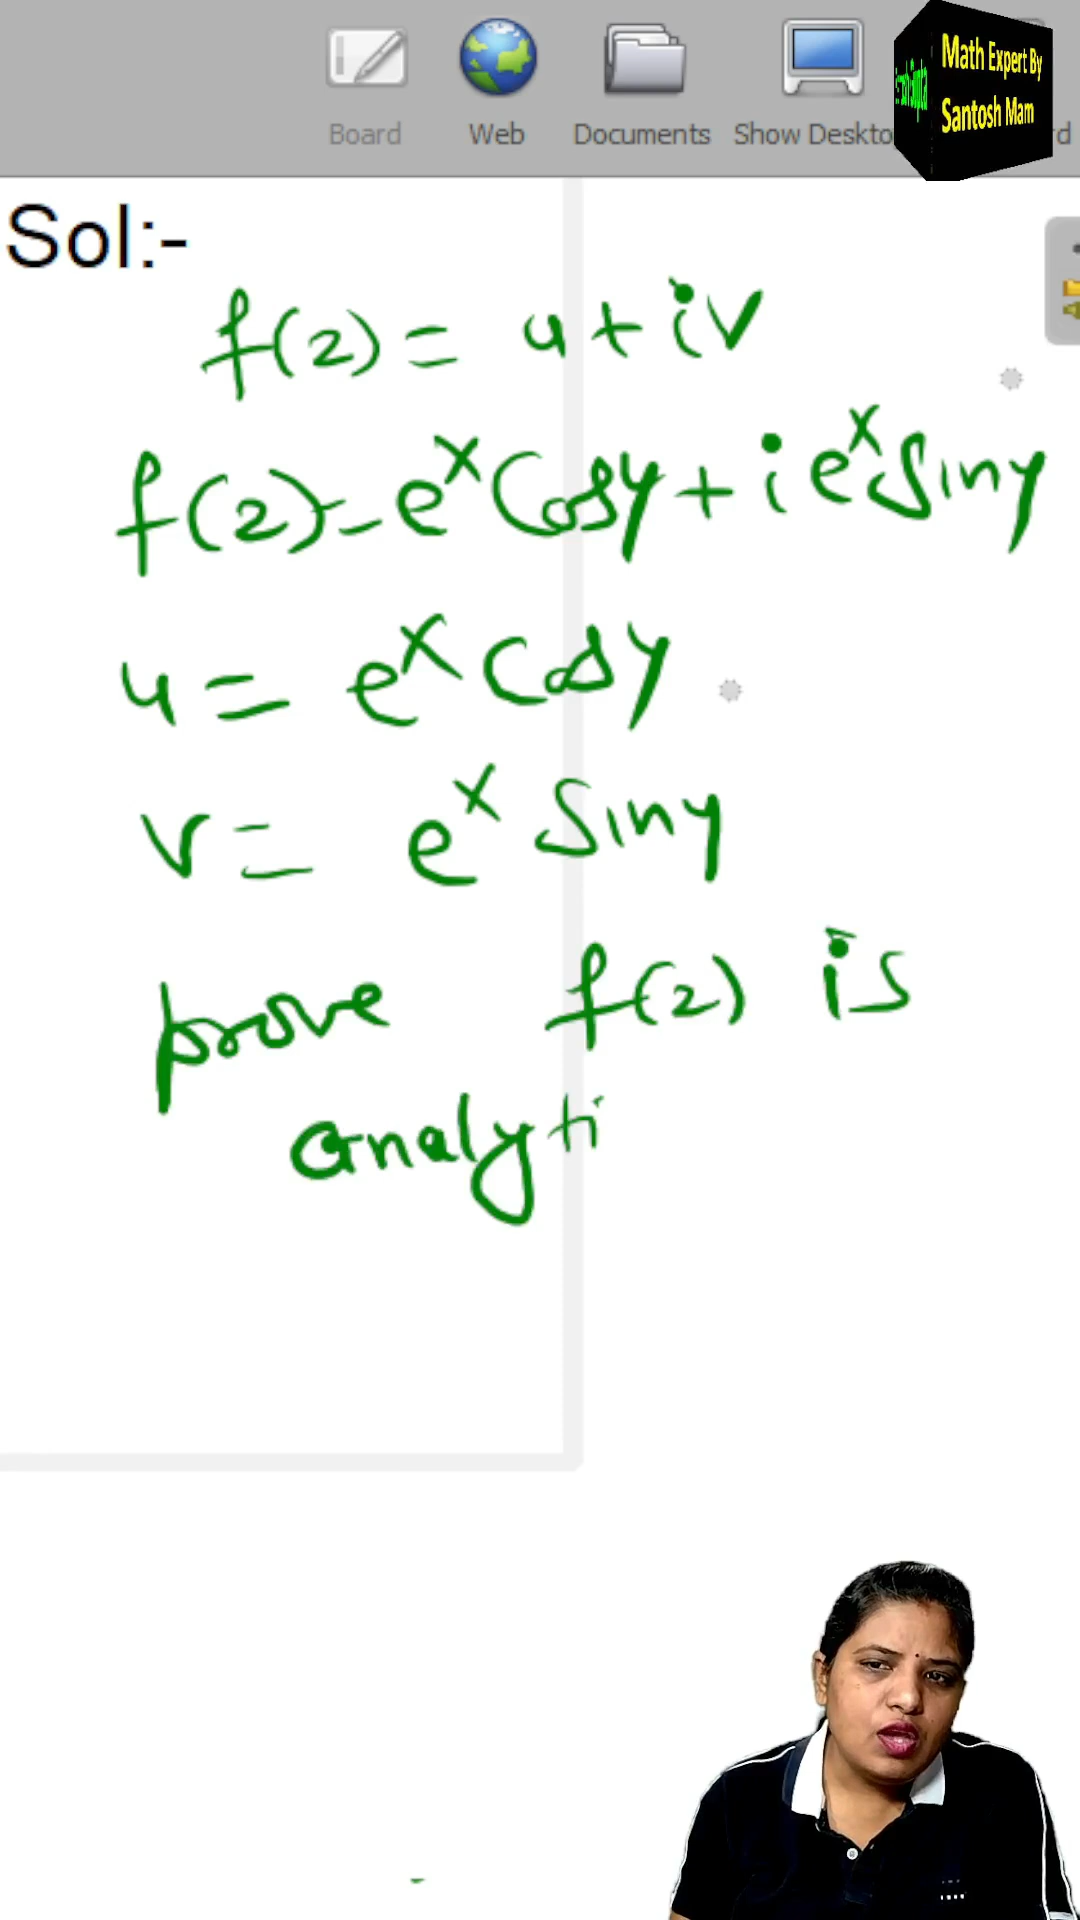 Board Web Documents Show Deskto
Math Expert By
Santosh Mam
Sol:-
f(z) = u + iv
f(z) = e^x Cosy + i e^x Siny
u = e^x Cosy
v = e^x Siny
prove f(z) is
analyti